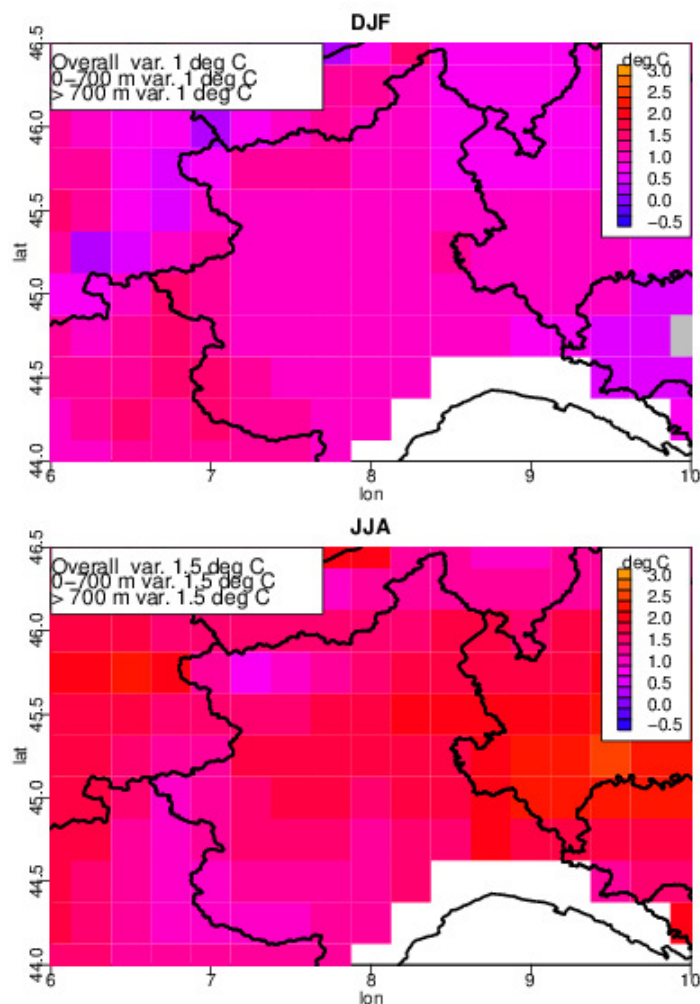 DJF
Overall var. 1 deg C
0−700 m var. 1 deg C
> 700 m var. 1 deg C
deg C
3.0
2.5
2.0
1.5
1.0
0.5
0.0
−0.5
46.5
46.0
45.5
45.0
44.5
44.0
lat
6 7 8 9 10
lon
JJA
Overall var. 1.5 deg C
0−700 m var. 1.5 deg C
> 700 m var. 1.5 deg C
deg C
3.0
2.5
2.0
1.5
1.0
0.5
0.0
−0.5
46.5
46.0
45.5
45.0
44.5
44.0
lat
6 7 8 9 10
lon